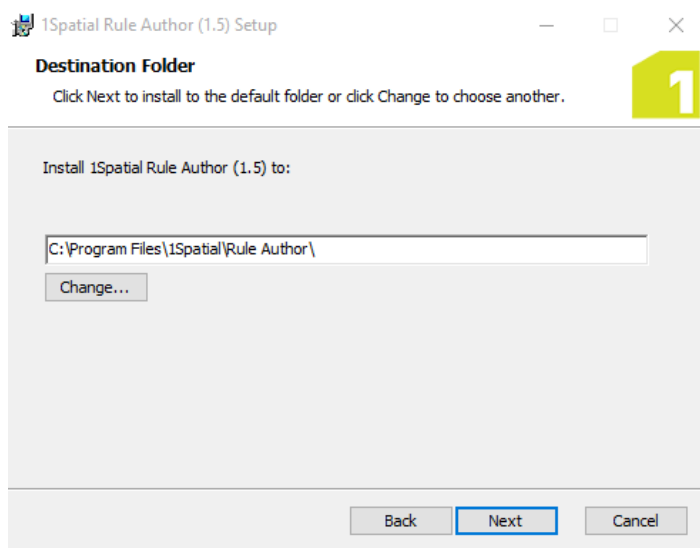 1Spatial Rule Author (1.5) Setup
Destination Folder
Click Next to install to the default folder or click Change to choose another.
1
Install 1Spatial Rule Author (1.5) to:
C:\Program Files\1Spatial\Rule Author\
Change...
Back Next Cancel